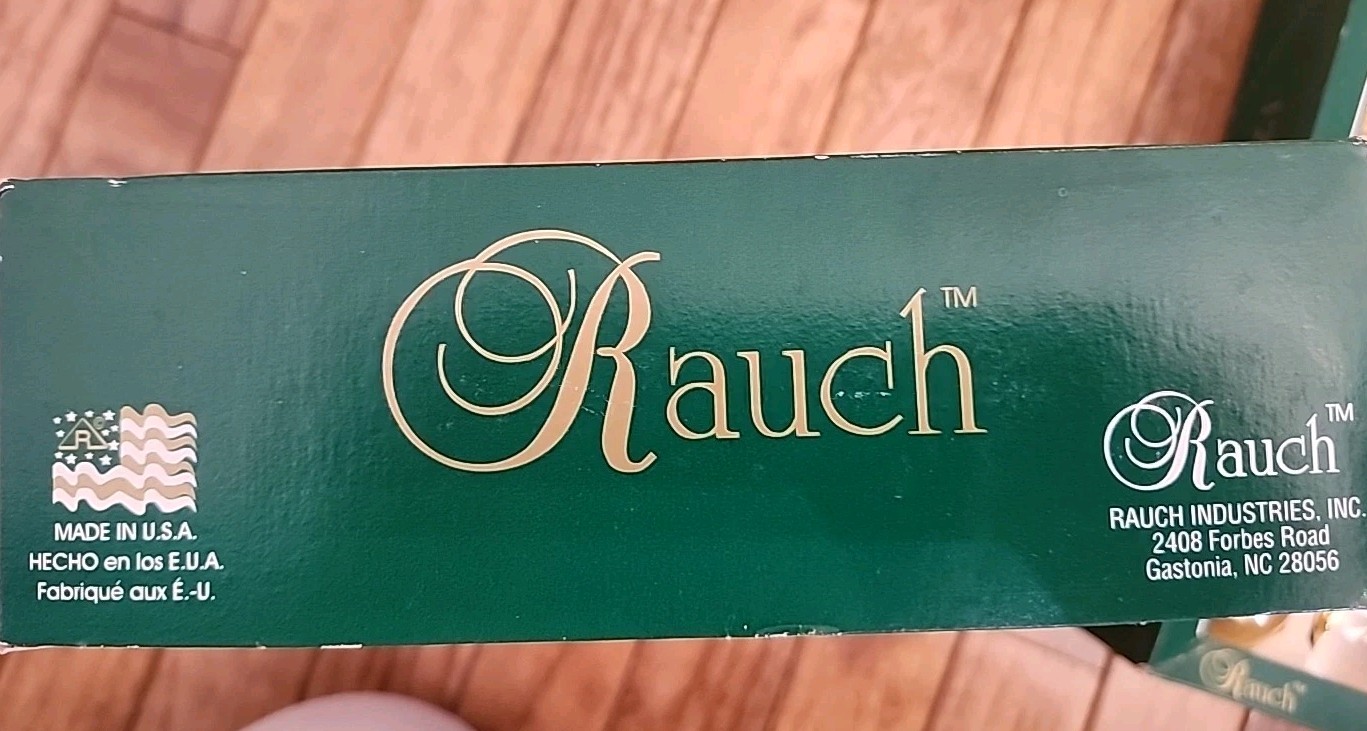 Rauch™
R
MADE IN U.S.A.
HECHO en los E.U.A.
Fabriqué aux É.-U.
Rauch™
RAUCH INDUSTRIES, INC.
2408 Forbes Road
Gastonia, NC 28056
Rauch™